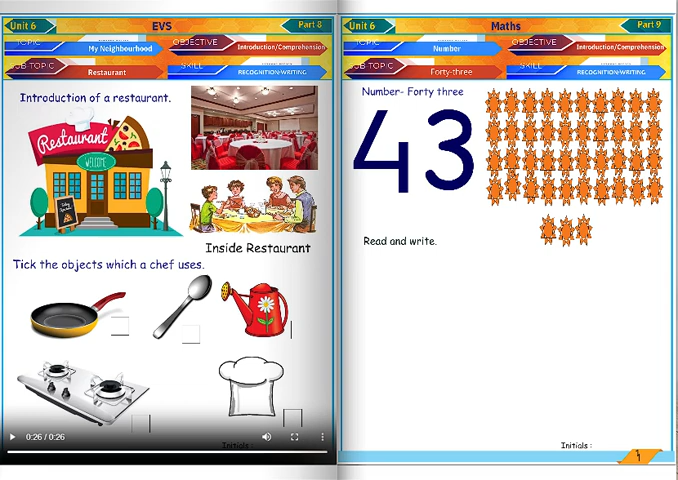 Unit 6
EVS
Part 8
TOPIC
My Neighbourhood
OBJECTIVE
Introduction/Comprehension
SUB TOPIC
Restaurant
SKILL
RECOGNITION/WRITING
Introduction of a restaurant.
Restaurant
WELCOME
Inside Restaurant
Tick the objects which a chef uses.
0:26 / 0:26
Initials :
Unit 6
Maths
Part 9
TOPIC
Number
OBJECTIVE
Introduction/Comprehension
SUB TOPIC
Forty-three
SKILL
RECOGNITION/WRITING
Number- Forty three
43
Read and write.
Initials :